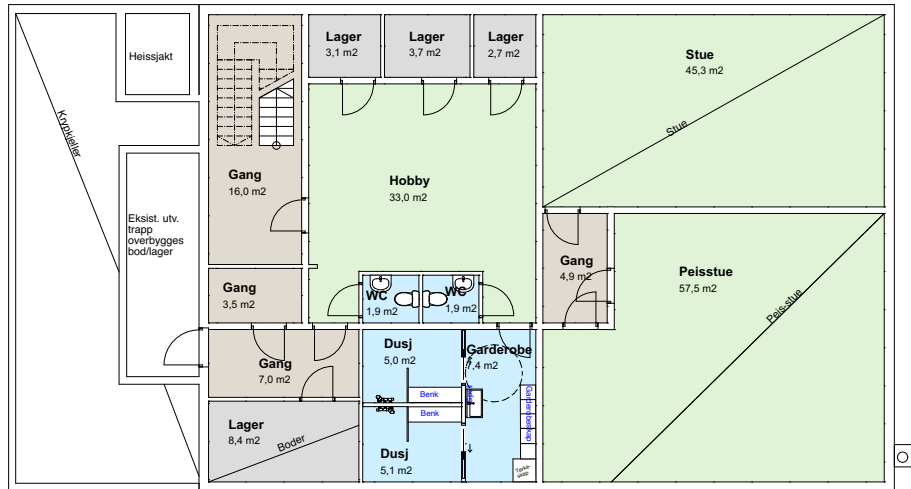 Heissjakt
Krypkjeller
Eksist. utv.
trapp
overbygges
bod/lager
Lager
3,1 m2
Lager
3,7 m2
Lager
2,7 m2
Stue
45,3 m2
Stue
Gang
16,0 m2
Hobby
33,0 m2
Gang
3,5 m2
WC
1,9 m2
WC
1,9 m2
Gang
4,9 m2
Peisstue
57,5 m2
Peis-stue
Gang
7,0 m2
Dusj
5,0 m2
Garderobe
7,4 m2
Benk
Benk
Garderobeskap
Lager
8,4 m2
Boder
Dusj
5,1 m2
Tørke-
skap